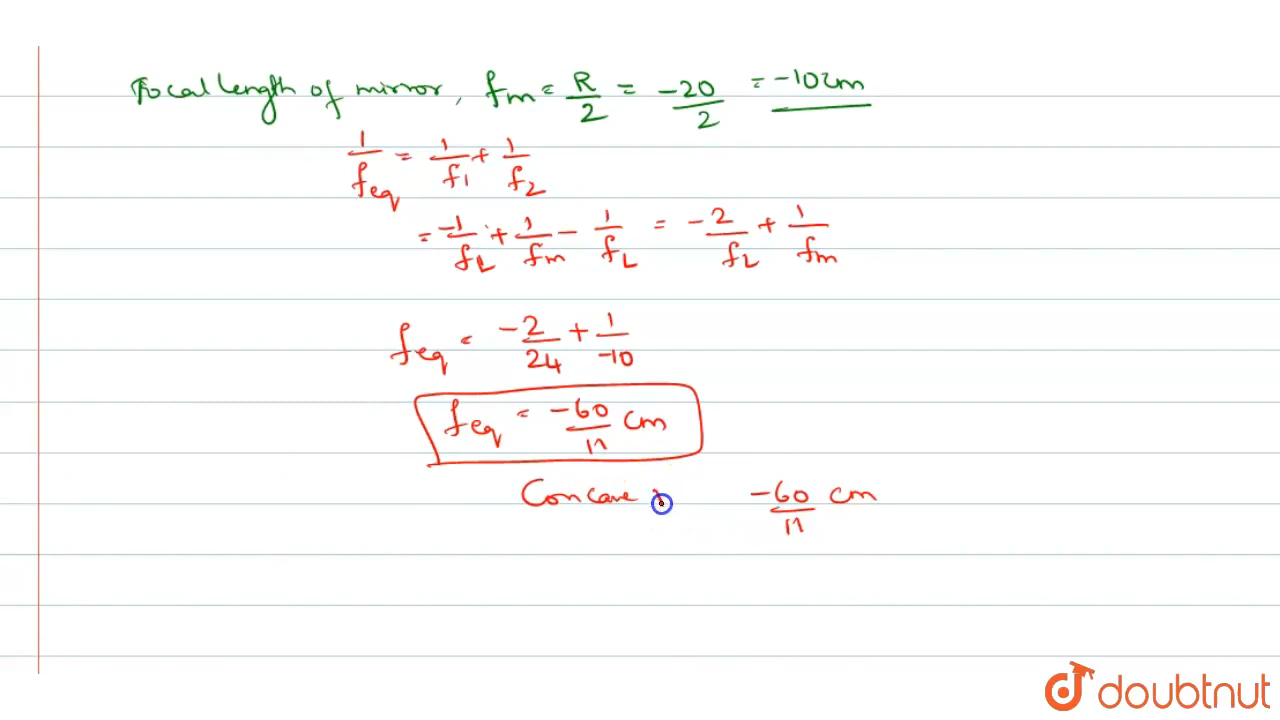 Focal length of mirror, fm = R/2 = -20/2 = -10cm
1/feq = 1/f1 + 1/f2
= -1/fL + 1/fm - 1/fL = -2/fL + 1/fm
feq = -2/24 + 1/-10
feq = -60/11 cm
Concave -60/11 cm
doubtnut